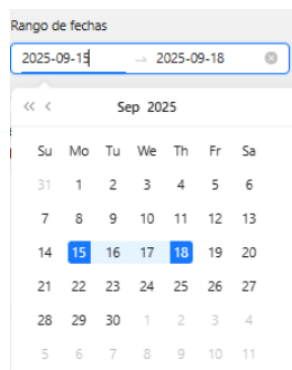 Rango de fechas
2025-09-15 → 2025-09-18
« < Sep 2025
Su Mo Tu We Th Fr Sa
31 1 2 3 4 5 6
7 8 9 10 11 12 13
14 15 16 17 18 19 20
21 22 23 24 25 26 27
28 29 30 1 2 3 4
5 6 7 8 9 10 11